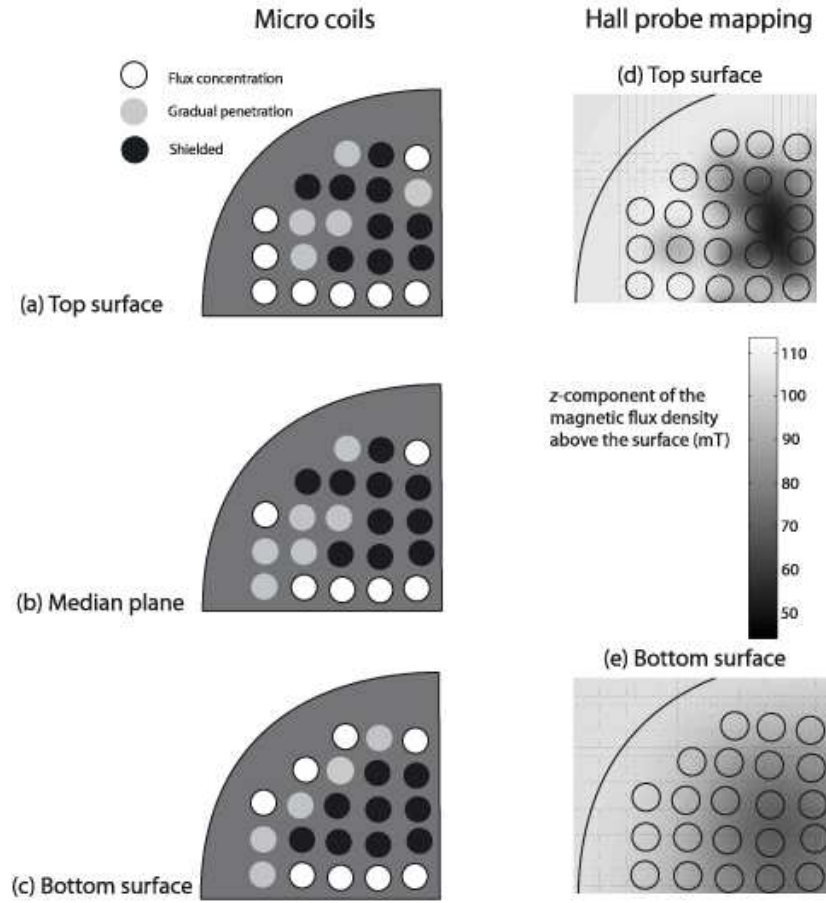 Micro coils
Hall probe mapping
Flux concentration
Gradual penetration
Shielded
(d) Top surface
(a) Top surface
z-component of the
magnetic flux density
above the surface (mT)
110
100
90
80
70
60
50
(b) Median plane
(e) Bottom surface
(c) Bottom surface